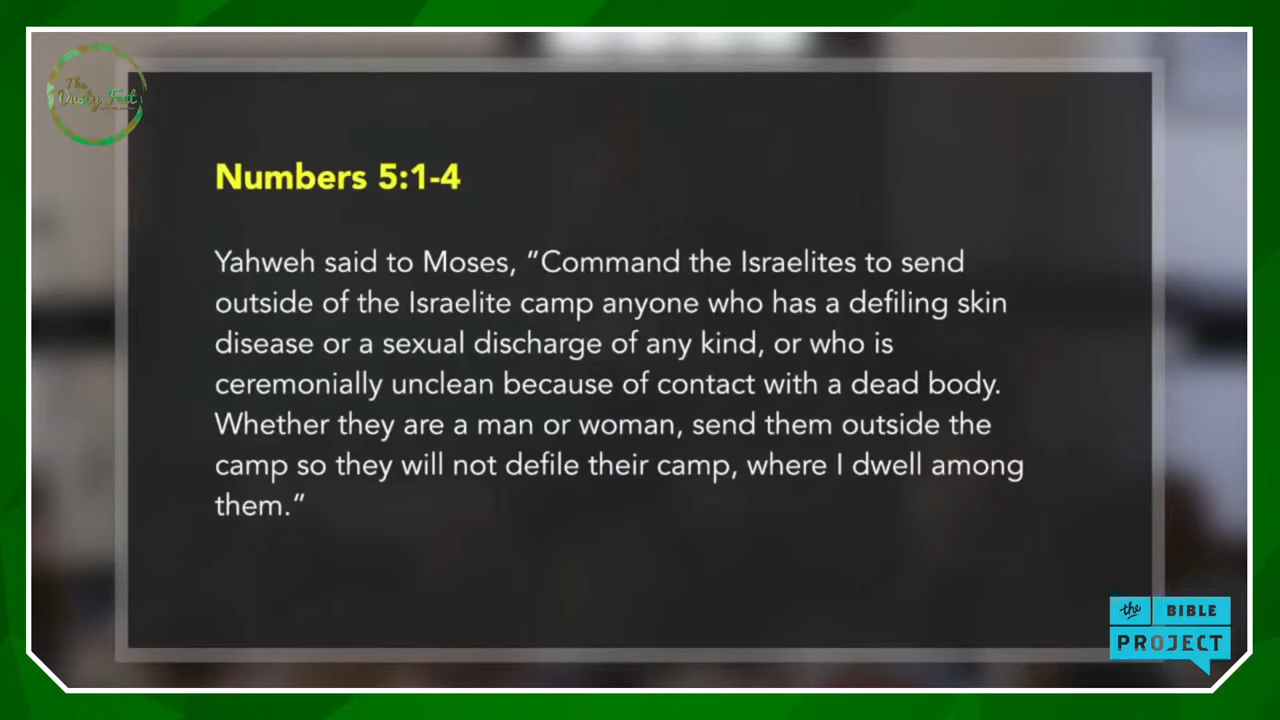 The
Dusty Feet
Numbers 5:1-4
Yahweh said to Moses, “Command the Israelites to send
outside of the Israelite camp anyone who has a defiling skin
disease or a sexual discharge of any kind, or who is
ceremonially unclean because of contact with a dead body.
Whether they are a man or woman, send them outside the
camp so they will not defile their camp, where I dwell among
them.”
the BIBLE
PROJECT